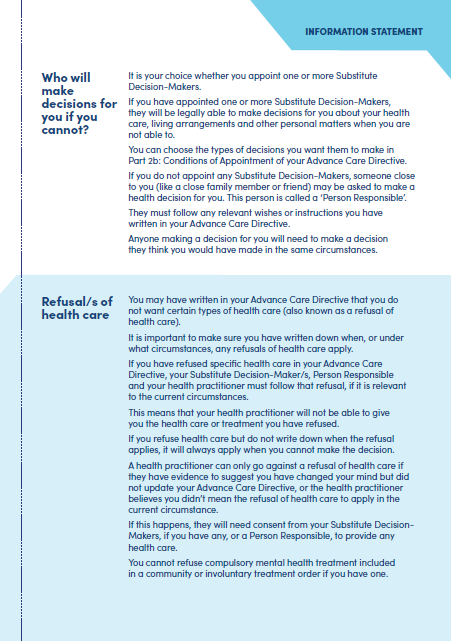 INFORMATION STATEMENT
Who will
make
decisions for
you if you
cannot?
It is your choice whether you appoint one or more Substitute
Decision-Makers.
If you have appointed one or more Substitute Decision-Makers,
they will be legally able to make decisions for you about your health
care, living arrangements and other personal matters when you are
not able to.
You can choose the types of decisions you want them to make in
Part 2b: Conditions of Appointment of your Advance Care Directive.
If you do not appoint any Substitute Decision-Makers, someone close
to you (like a close family member or friend) may be asked to make a
health decision for you. This person is called a ‘Person Responsible’.
They must follow any relevant wishes or instructions you have
written in your Advance Care Directive.
Anyone making a decision for you will need to make a decision
they think you would have made in the same circumstances.
Refusal/s of
health care
You may have written in your Advance Care Directive that you do
not want certain types of health care (also known as a refusal of
health care).
It is important to make sure you have written down when, or under
what circumstances, any refusals of health care apply.
If you have refused specific health care in your Advance Care
Directive, your Substitute Decision-Maker/s, Person Responsible
and your health practitioner must follow that refusal, if it is relevant
to the current circumstances.
This means that your health practitioner will not be able to give
you the health care or treatment you have refused.
If you refuse health care but do not write down when the refusal
applies, it will always apply when you cannot make the decision.
A health practitioner can only go against a refusal of health care if
they have evidence to suggest you have changed your mind but did
not update your Advance Care Directive, or the health practitioner
believes you didn’t mean the refusal of health care to apply in the
current circumstance.
If this happens, they will need consent from your Substitute Decision-
Makers, if you have any, or a Person Responsible, to provide any
health care.
You cannot refuse compulsory mental health treatment included
in a community or involuntary treatment order if you have one.